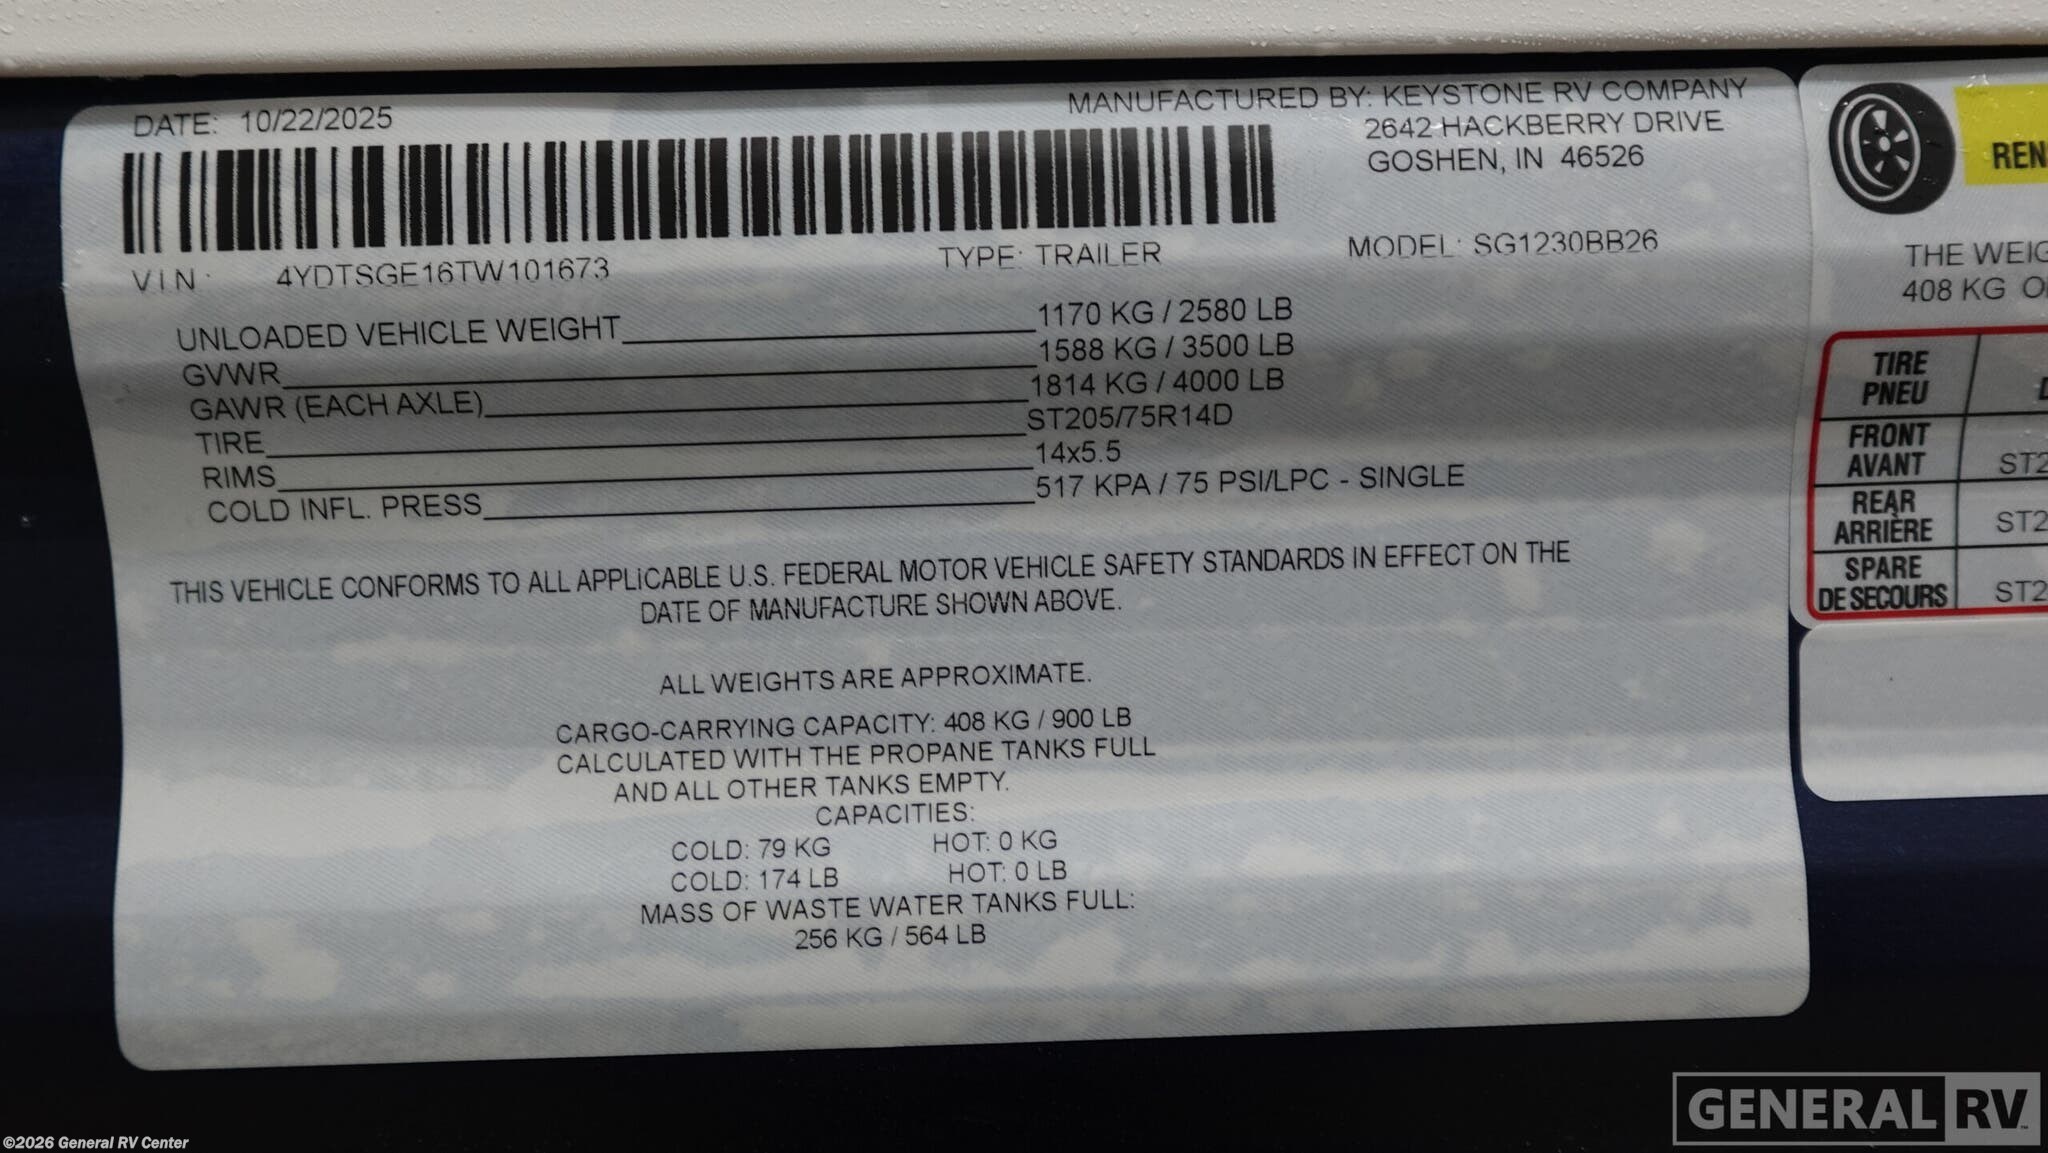 DATE: 10/22/2025
MANUFACTURED BY: KEYSTONE RV COMPANY
2642 HACKBERRY DRIVE
GOSHEN, IN 46526
VIN: 4YDTSGE16TW101673
TYPE: TRAILER
MODEL: SG1230BB26
UNLOADED VEHICLE WEIGHT 1170 KG / 2580 LB
GVWR 1588 KG / 3500 LB
GAWR (EACH AXLE) 1814 KG / 4000 LB
TIRE ST205/75R14D
RIMS 14x5.5
COLD INFL. PRESS 517 KPA / 75 PSI/LPC - SINGLE
THIS VEHICLE CONFORMS TO ALL APPLiCABLE U.S. FEDERAL MOTOR VEHICLE SAFETY STANDARDS IN EFFECT ON THE
DATE OF MANUFACTURE SHOWN ABOVE.
ALL WEIGHTS ARE APPROXIMATE.
CARGO-CARRYING CAPACITY: 408 KG / 900 LB
CALCULATED WITH THE PROPANE TANKS FULL
AND ALL OTHER TANKS EMPTY.
CAPACITIES:
COLD: 79 KG HOT: 0 KG
COLD: 174 LB HOT: 0 LB
MASS OF WASTE WATER TANKS FULL:
256 KG / 564 LB
REN
THE WEIG
408 KG O
TIRE
PNEU
FRONT
AVANT
ST2
REAR
ARRIÈRE
ST2
SPARE
DE SECOURS
ST2
GENERAL RV
©2026 General RV Center